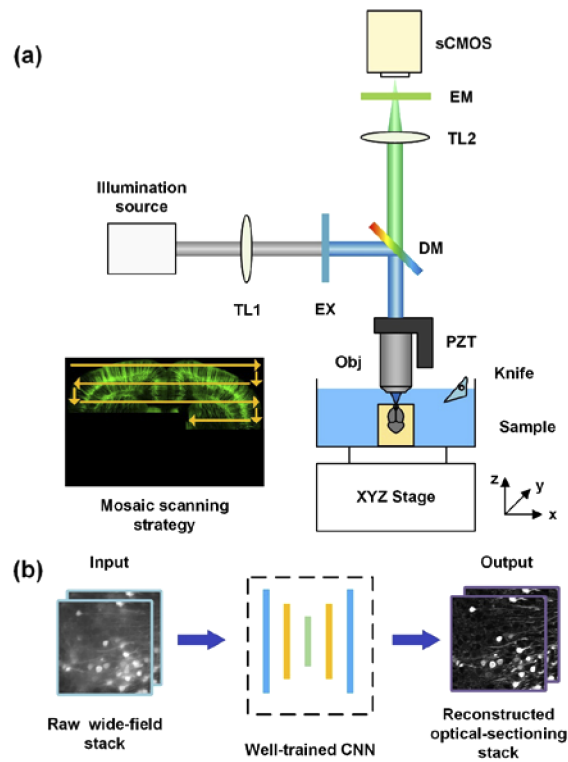 (a)
sCMOS
EM
TL2
Illumination
source
DM
TL1
EX
PZT
Obj
Knife
Sample
XYZ Stage
z
y
x
Mosaic scanning
strategy
(b)
Input
Output
Raw wide-field
stack
Well-trained CNN
Reconstructed
optical-sectioning
stack